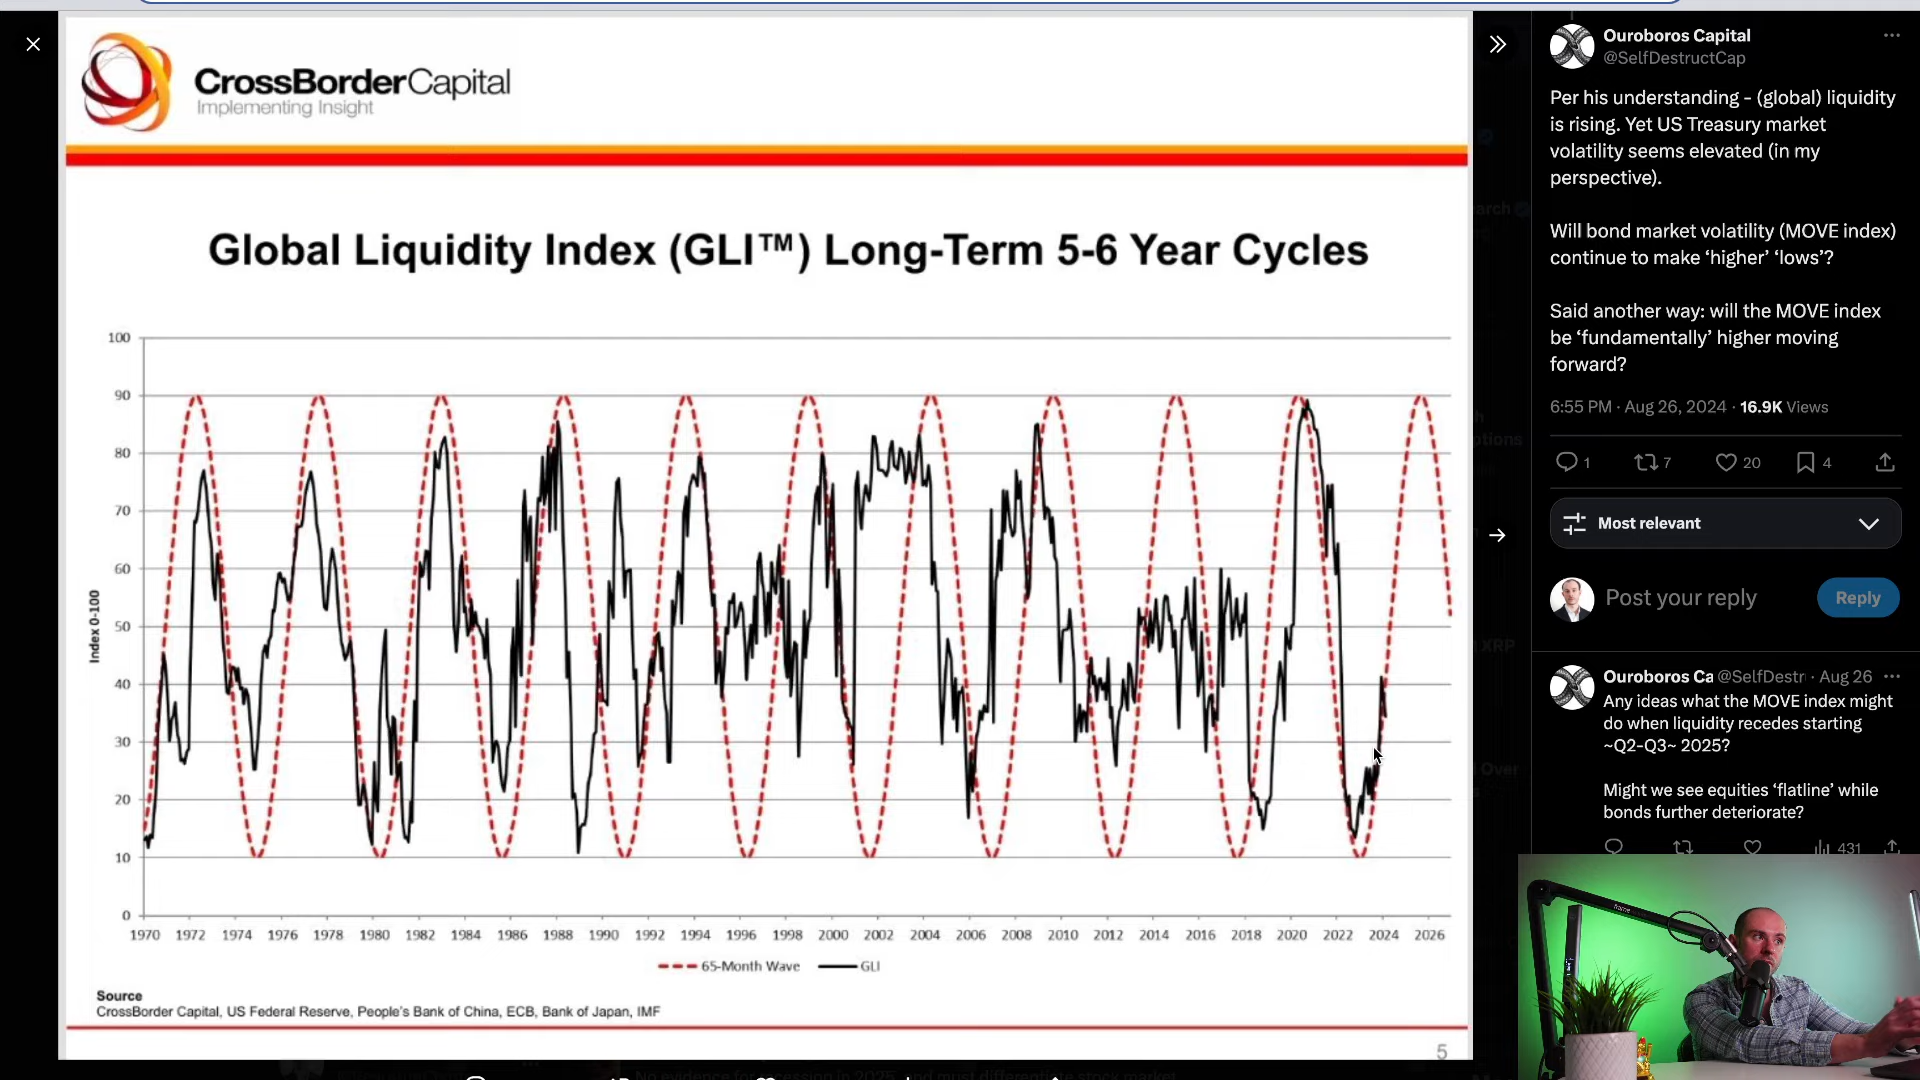 CrossBorderCapital
Implementing Insight
Global Liquidity Index (GLI™) Long-Term 5-6 Year Cycles
Index 0-100
100
90
80
70
60
50
40
30
20
10
0
1970 1972 1974 1976 1978 1980 1982 1984 1986 1988 1990 1992 1994 1996 1998 2000 2002 2004 2006 2008 2010 2012 2014 2016 2018 2020 2022 2024 2026
65-Month Wave GLI
Source
CrossBorder Capital, US Federal Reserve, People's Bank of China, ECB, Bank of Japan, IMF
5
Ouroboros Capital
@SelfDestructCap
Per his understanding - (global) liquidity
is rising. Yet US Treasury market
volatility seems elevated (in my
perspective).
Will bond market volatility (MOVE index)
continue to make ‘higher’ ‘lows’?
Said another way: will the MOVE index
be ‘fundamentally’ higher moving
forward?
6:55 PM · Aug 26, 2024 · 16.9K Views
1 7 20 4
Most relevant
Post your reply
Reply
Ouroboros Ca @SelfDestr · Aug 26
Any ideas what the MOVE index might
do when liquidity recedes starting
~Q2-Q3~ 2025?
Might we see equities ‘flatline’ while
bonds further deteriorate?
431
XRP
Over